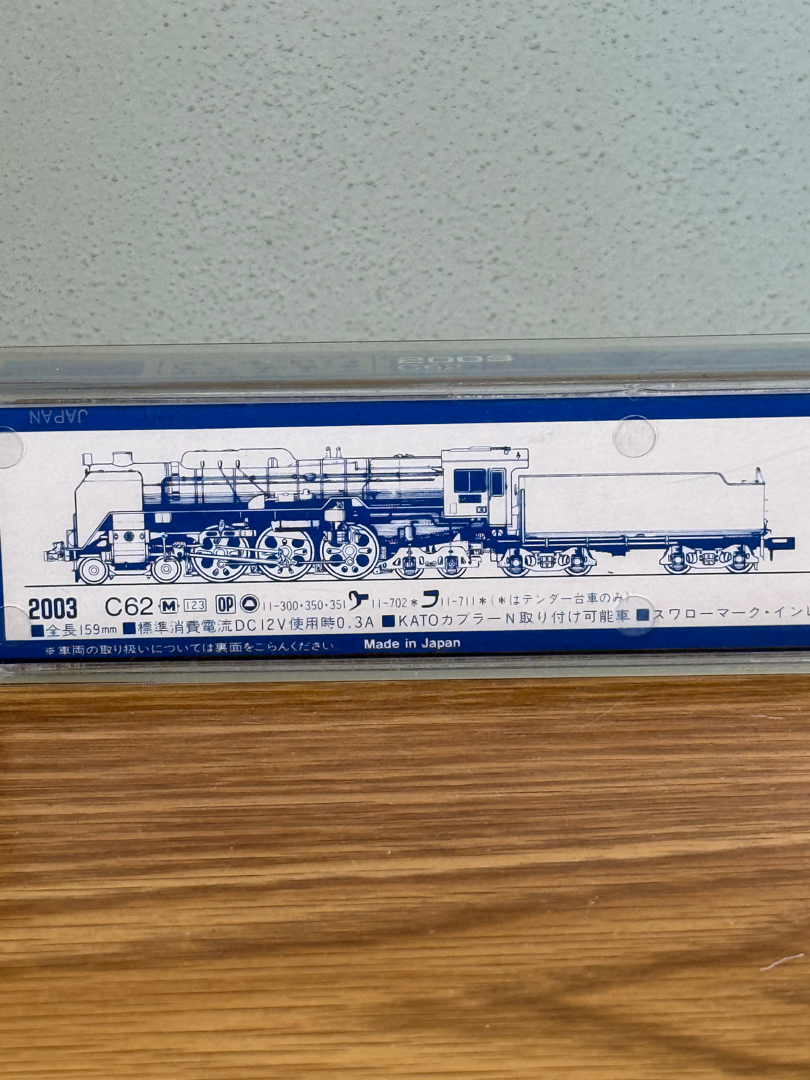 2003
C62
JAPAN
2003 C62 M 123 OP 11-300・350・351 11-702* 11-711*(*はテンダー台車のみ)
■全長159mm ■標準消費電流DC12V使用時0.3A ■KATOカプラーN取り付け可能車 ■スワローマーク・インレ
※車両の取り扱いについては裏面をごらんください Made in Japan